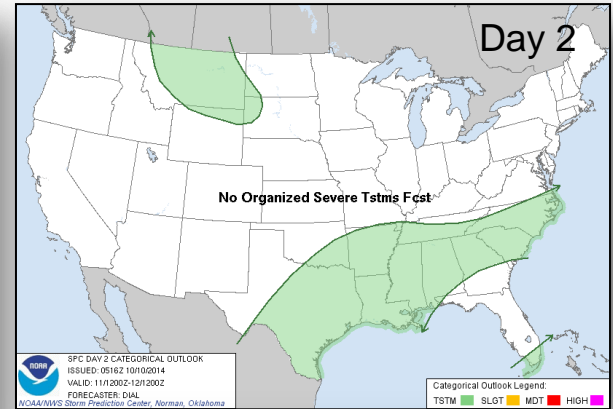 Day 2
No Organized Severe Tstms Fcst
NOAA
SPC DAY 2 CATEGORICAL OUTLOOK
ISSUED: 0516Z 10/10/2014
VALID: 11/1200Z-12/1200Z
FORECASTER: DIAL
NOAA/NWS Storm Prediction Center, Norman, Oklahoma
Categorical Outlook Legend:
TSTM SLGT MDT HIGH